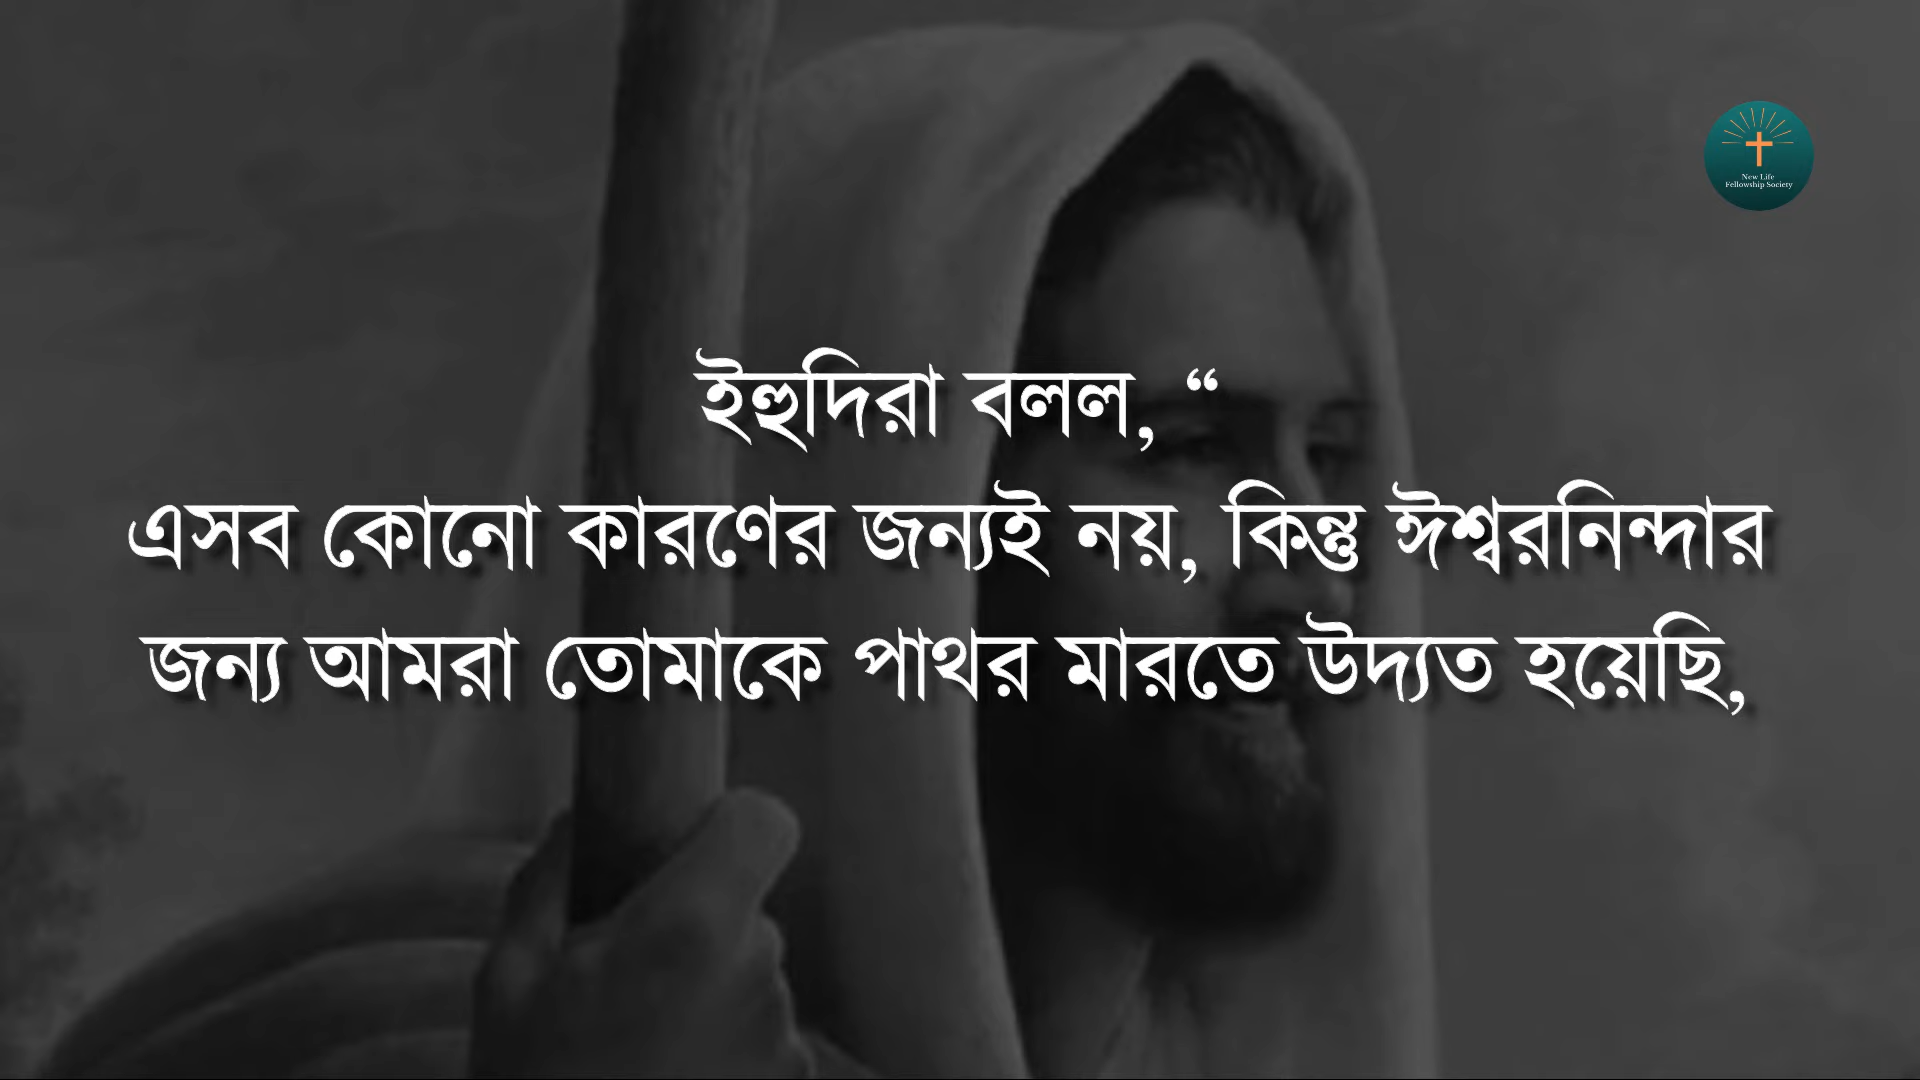 New Life
Fellowship Society
ইহুদিরা বলল, “
এসব কোনো কারণের জন্যই নয়, কিন্তু ঈশ্বরনিন্দার
জন্য আমরা তোমাকে পাথর মারতে উদ্যত হয়েছি,